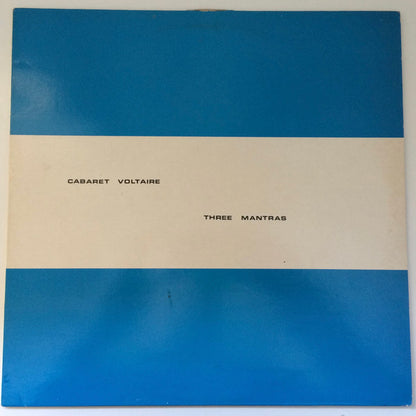 CABARET VOLTAIRE
THREE MANTRAS